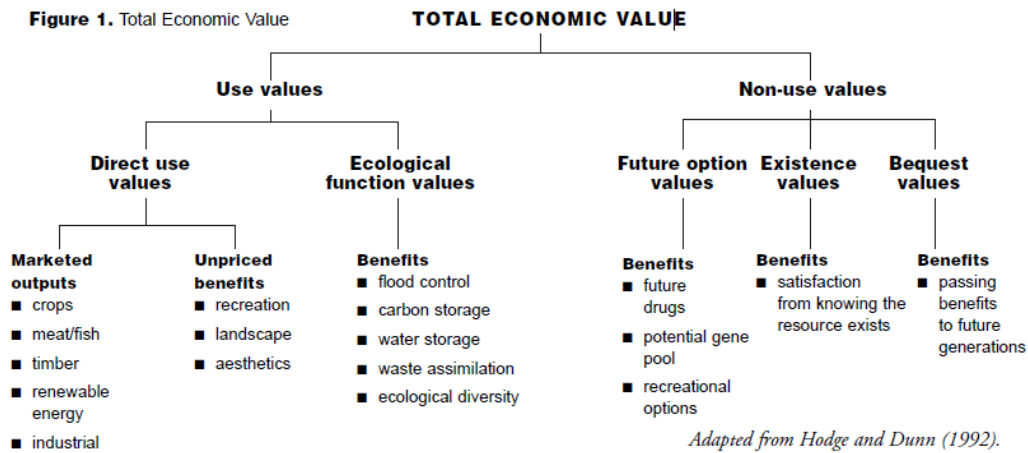 Figure 1. Total Economic Value
TOTAL ECONOMIC VALUE
Use values
Non-use values
Direct use
values
Ecological
function values
Future option
values
Existence
values
Bequest
values
Marketed
outputs
■ crops
■ meat/fish
■ timber
■ renewable
energy
■ industrial
Unpriced
benefits
■ recreation
■ landscape
■ aesthetics
Benefits
■ flood control
■ carbon storage
■ water storage
■ waste assimilation
■ ecological diversity
Benefits
■ future
drugs
■ potential gene
pool
■ recreational
options
Benefits
■ satisfaction
from knowing the
resource exists
Benefits
■ passing
benefits
to future
generations
Adapted from Hodge and Dunn (1992).